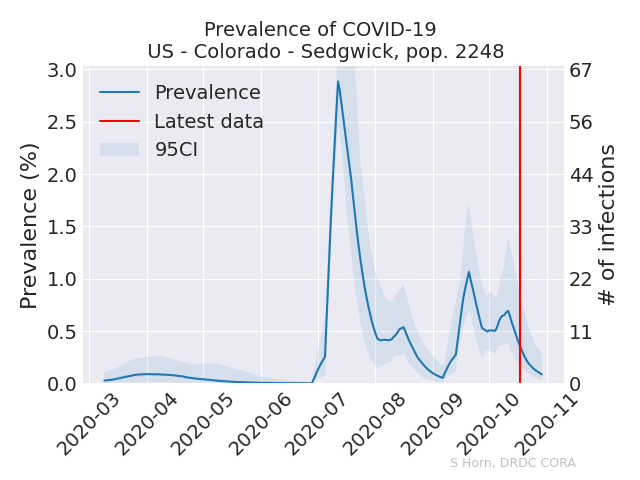 Prevalence of COVID-19
US - Colorado - Sedgwick, pop. 2248
Prevalence
Latest data
95CI
Prevalence (%)
3.0
2.5
2.0
1.5
1.0
0.5
0.0
67
56
44
33
22
11
0
# of infections
2020-03
2020-04
2020-05
2020-06
2020-07
2020-08
2020-09
2020-10
2020-11
S Horn, DRDC CORA